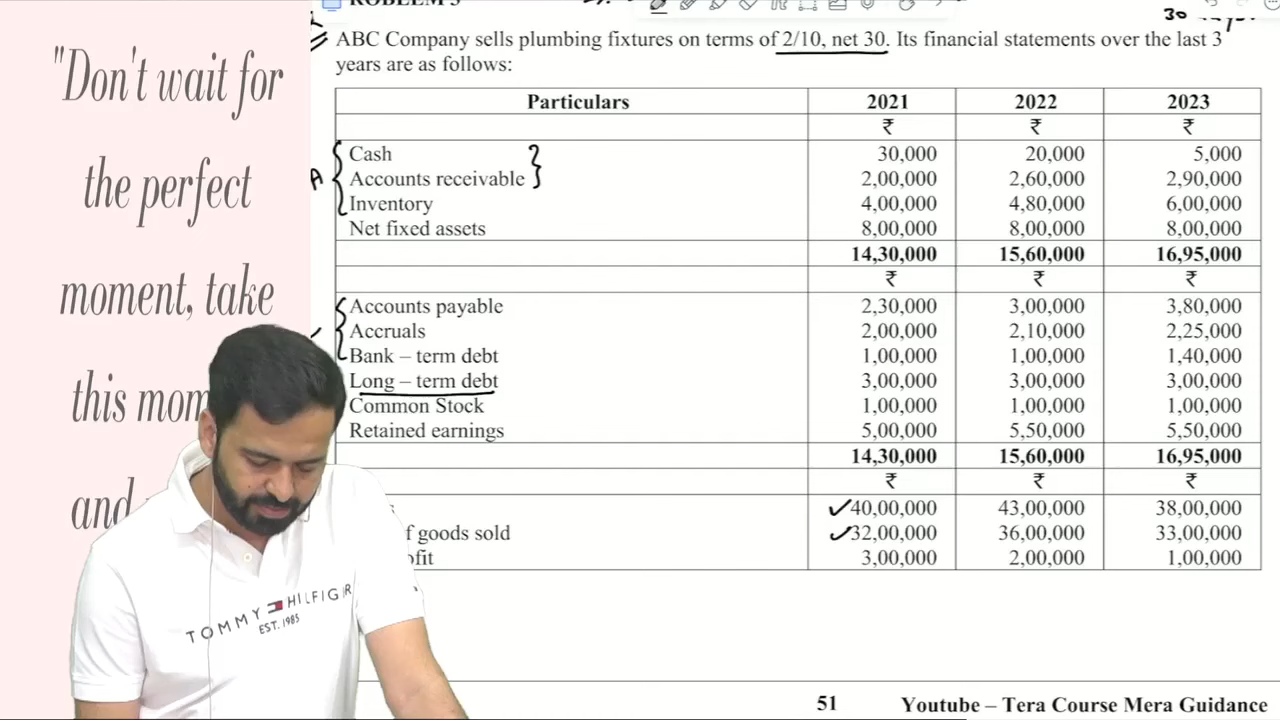 "Don't wait for
the perfect
moment, take
this mom
and
PROBLEM 3
30
ABC Company sells plumbing fixtures on terms of 2/10, net 30. Its financial statements over the last 3
years are as follows:
Particulars 2021 2022 2023
₹ ₹ ₹
Cash 30,000 20,000 5,000
Accounts receivable 2,00,000 2,60,000 2,90,000
A
Inventory 4,00,000 4,80,000 6,00,000
Net fixed assets 8,00,000 8,00,000 8,00,000
14,30,000 15,60,000 16,95,000
₹ ₹ ₹
Accounts payable 2,30,000 3,00,000 3,80,000
Accruals 2,00,000 2,10,000 2,25,000
Bank – term debt 1,00,000 1,00,000 1,40,000
Long – term debt 3,00,000 3,00,000 3,00,000
Common Stock 1,00,000 1,00,000 1,00,000
Retained earnings 5,00,000 5,50,000 5,50,000
14,30,000 15,60,000 16,95,000
₹ ₹ ₹
s 40,00,000 43,00,000 38,00,000
f goods sold 32,00,000 36,00,000 33,00,000
ofit 3,00,000 2,00,000 1,00,000
TOMMY HILFIGER
EST. 1985
51 Youtube – Tera Course Mera Guidance